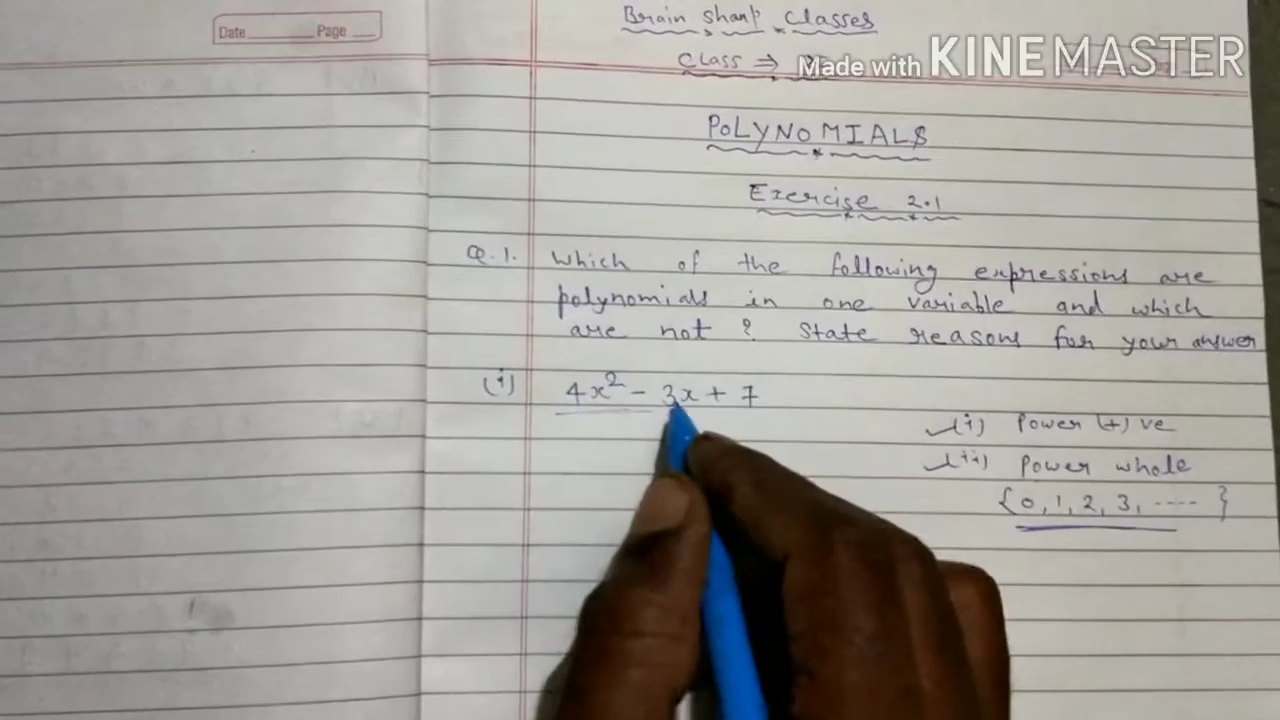 Date Page
Brain sharp classes
Class ⇒
Made with KINEMASTER
POLYNOMIALS
Exercise 2.1
Q.1. Which of the following expressions are
polynomials in one variable and which
are not ? State reasons for your answer
(i) 4x² - 3x + 7
(i) Power (+) ve
(ii) Power whole
{0, 1, 2, 3, ---- }